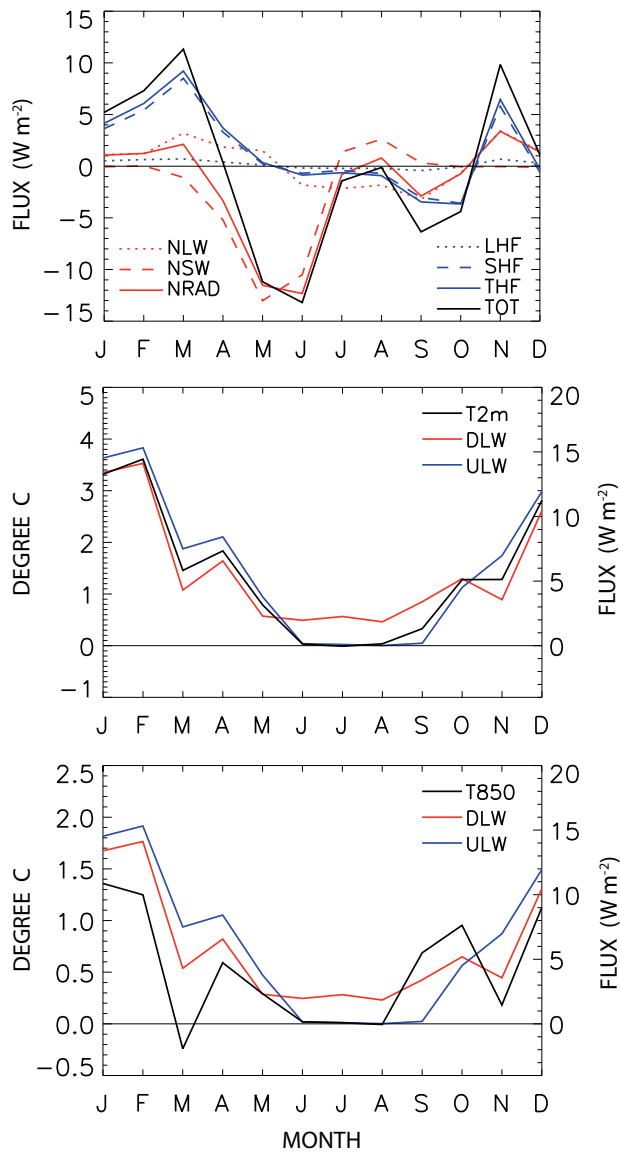 15
10
5
0
−5
−10
−15
FLUX (W m-2)
NLW
NSW
NRAD
LHF
SHF
THF
TOT
J F M A M J J A S O N D
5
4
3
2
1
0
−1
DEGREE C
T2m
DLW
ULW
20
15
10
5
0
FLUX (W m-2)
J F M A M J J A S O N D
2.5
2.0
1.5
1.0
0.5
0.0
−0.5
DEGREE C
T850
DLW
ULW
20
15
10
5
0
FLUX (W m-2)
J F M A M J J A S O N D
MONTH